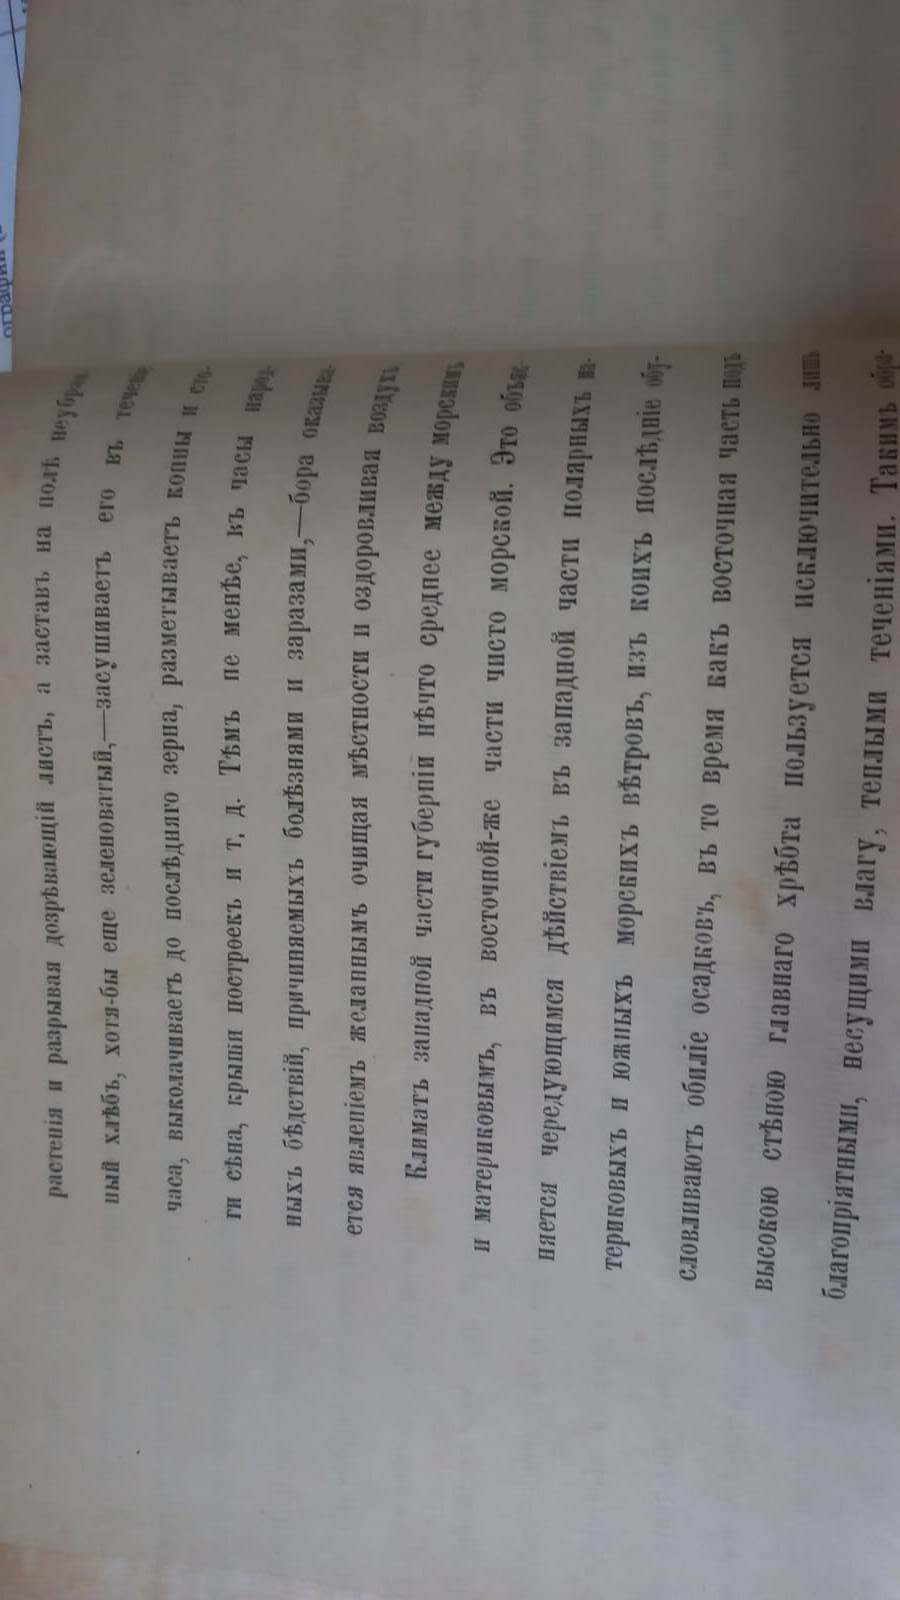 растенія и разрывая дозрѣвающій листъ, а заставъ на полѣ неубран-
ный хлѣбъ, хотя-бы еще зеленоватый,—засушиваетъ его въ теченіе
часа, выколачиваетъ до послѣдняго зерна, разметываетъ копны и сто-
ги сѣна, крыши построекъ и т. д. Тѣмъ не менѣе, въ часы народ-
ныхъ бѣдствій, причиняемыхъ болѣзнями и заразами,—бора оказыва-
ется явленіемъ желаннымъ очищая мѣстности и оздоровливая воздухъ
Климатъ западной части губерніи нѣчто среднее между морскимъ
и материковымъ, въ восточной-же части чисто морской. Это объяс-
няется чередующимся дѣйствіемъ въ западной части полярныхъ ма-
териковыхъ и южныхъ морскихъ вѣтровъ, изъ коихъ послѣдніе обу-
словливаютъ обиліе осадковъ, въ то время какъ восточная часть подъ
высокою стѣною главнаго хрѣбта пользуется исключительно лишь
благопріятными, несущими влагу, теплыми теченіями. Такимъ обра-